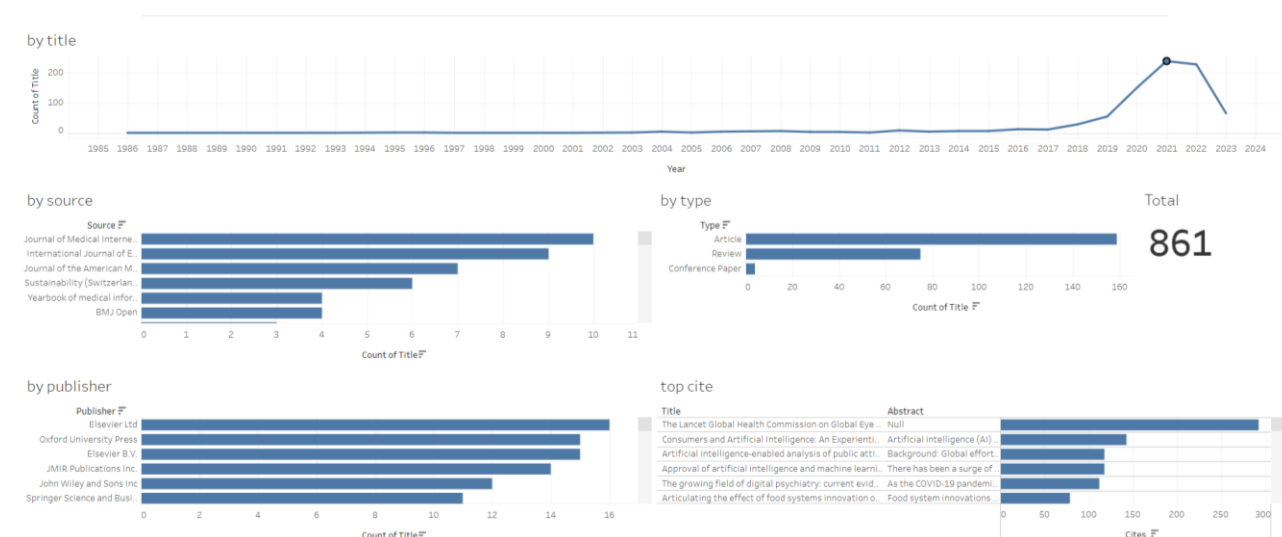 by title
Count of Title
200
100
0
1985 1986 1987 1988 1989 1990 1991 1992 1993 1994 1995 1996 1997 1998 1999 2000 2001 2002 2003 2004 2005 2006 2007 2008 2009 2010 2011 2012 2013 2014 2015 2016 2017 2018 2019 2020 2021 2022 2023 2024
Year
by source
Source
Journal of Medical Interne..
International Journal of E..
Journal of the American M..
Sustainability (Switzerlan..
Yearbook of medical infor..
BMJ Open
0 1 2 3 4 5 6 7 8 9 10 11
Count of Title
by type
Type
Article
Review
Conference Paper
0 20 40 60 80 100 120 140 160
Count of Title
Total
861
by publisher
Publisher
Elsevier Ltd
Oxford University Press
Elsevier B.V.
JMIR Publications Inc.
John Wiley and Sons Inc
Springer Science and Busi..
0 2 4 6 8 10 12 14 16
Count of Title
top cite
Title Abstract
The Lancet Global Health Commission on Global Eye .. Null
Consumers and Artificial Intelligence: An Experienti.. Artificial intelligence (AI) ..
Artificial intelligence-enabled analysis of public atti.. Background: Global effort..
Approval of artificial intelligence and machine learni.. There has been a surge of ..
The growing field of digital psychiatry: current evid.. As the COVID-19 pandemi..
Articulating the effect of food systems innovation o.. Food system innovations ..
0 50 100 150 200 250 300
Cites